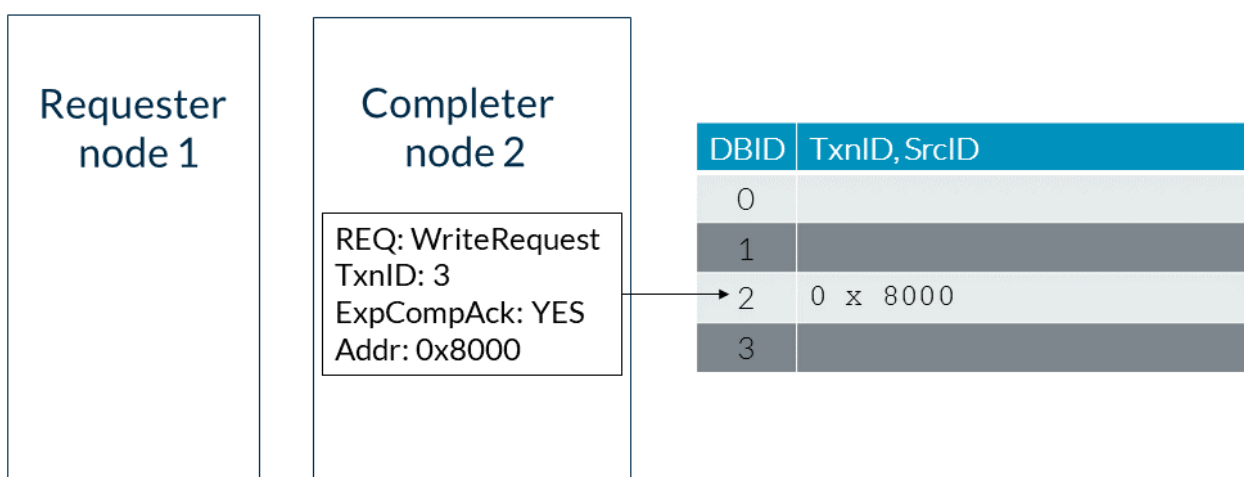 Requester
node 1
Completer
node 2
REQ: WriteRequest
TxnID: 3
ExpCompAck: YES
Addr: 0x8000
DBID TxnID, SrcID
0
1
2 0 x 8000
3